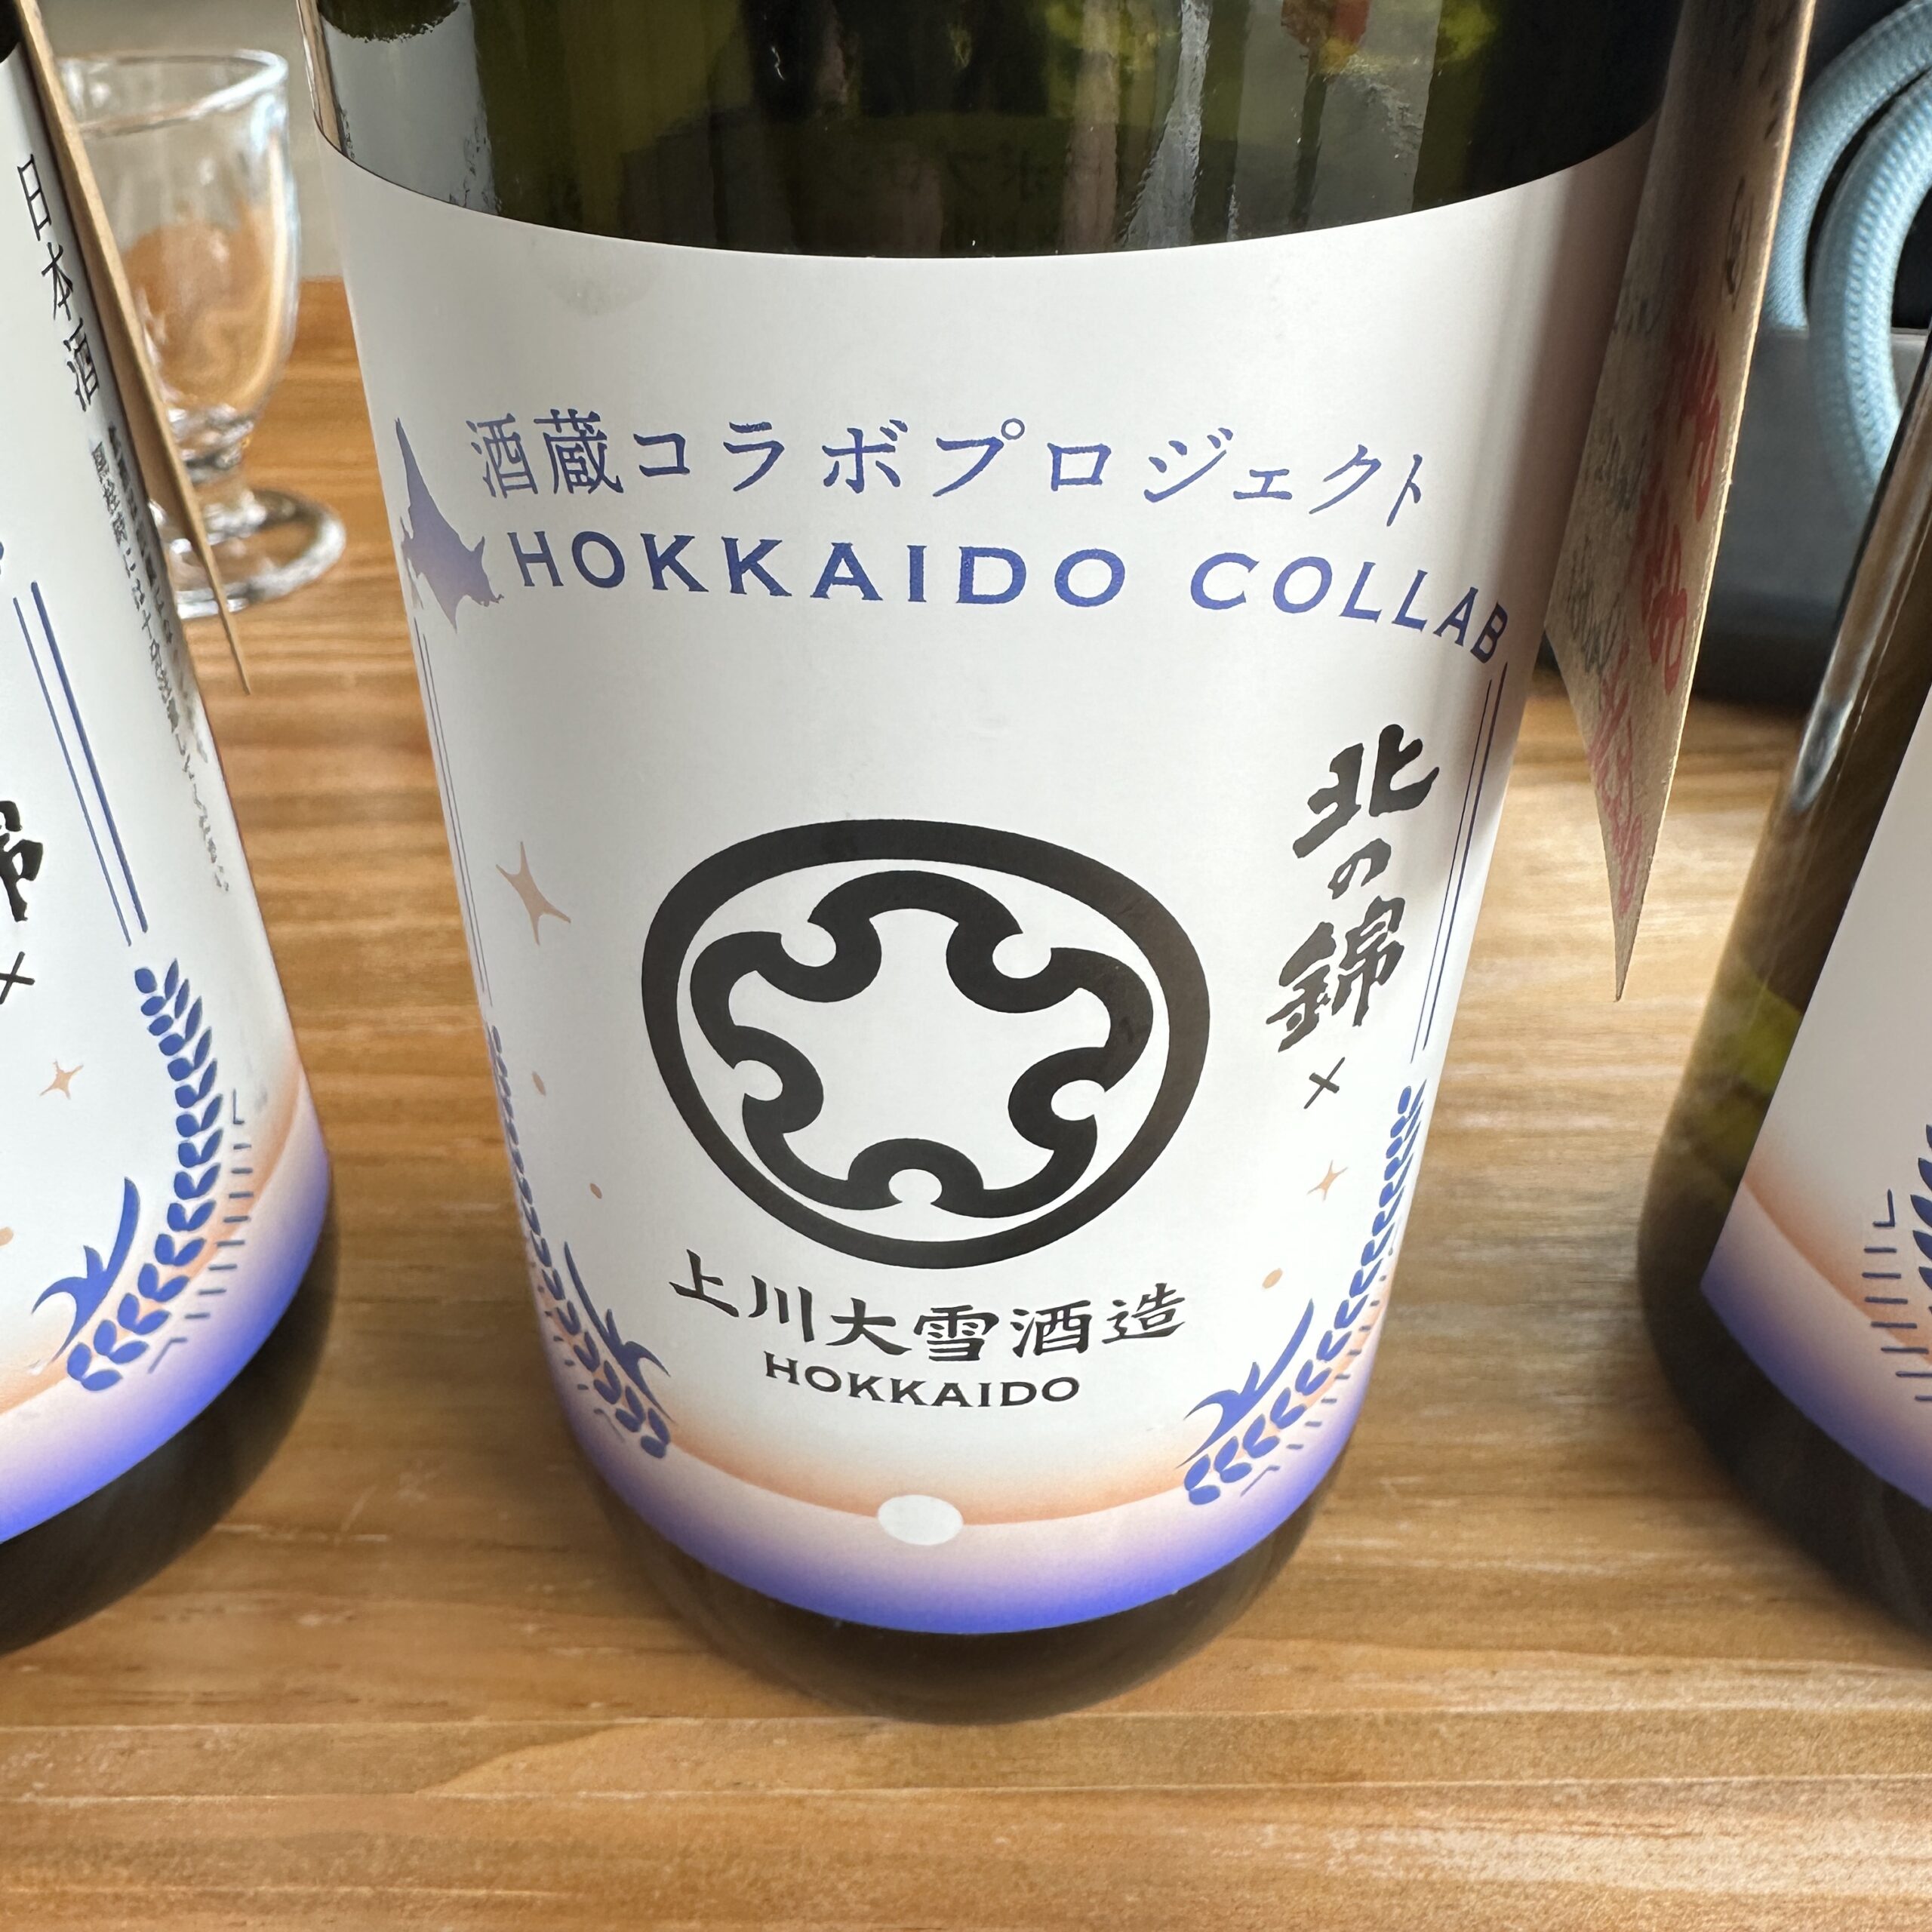 日本酒
酒蔵コラボプロジェクト
HOKKAIDO COLLAB
北の錦
×
上川大雪酒造
HOKKAIDO
錦
×